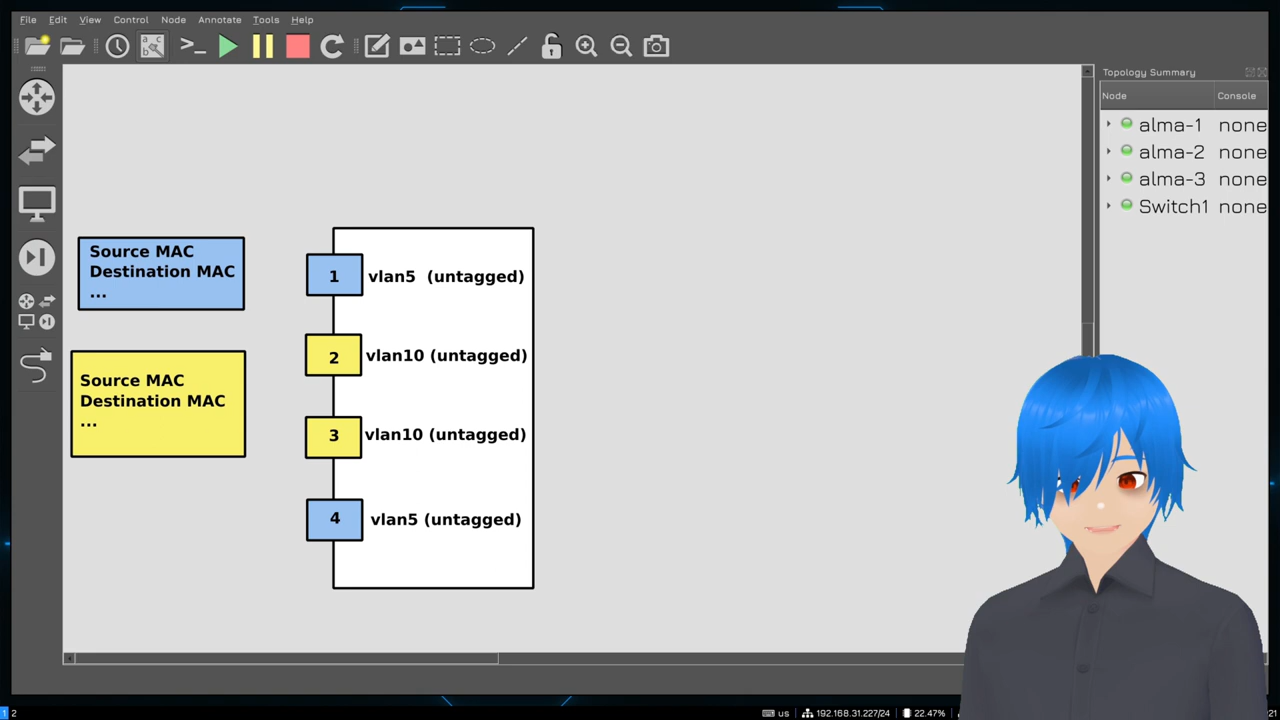 File Edit View Control Node Annotate Tools Help
Topology Summary
Node Console
alma-1 none
alma-2 none
alma-3 none
Switch1 none
Source MAC
Destination MAC
...
Source MAC
Destination MAC
...
1 vlan5 (untagged)
2 vlan10 (untagged)
3 vlan10 (untagged)
4 vlan5 (untagged)
1 2
us 192.168.31.227/24 22.47%